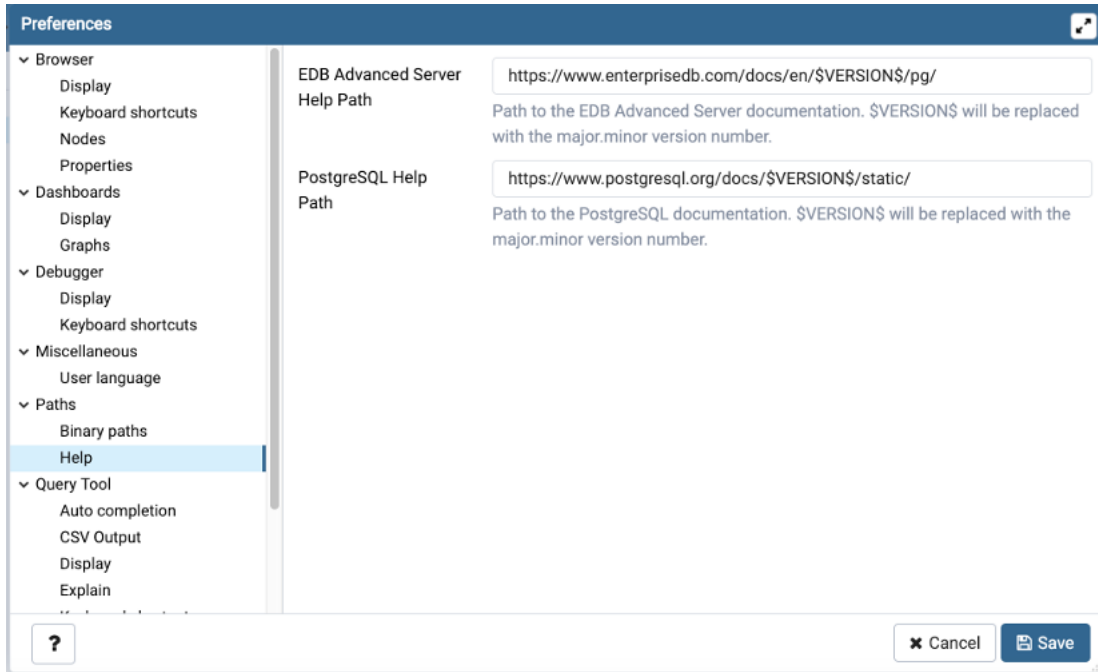 Preferences
Browser
Display
Keyboard shortcuts
Nodes
Properties
Dashboards
Display
Graphs
Debugger
Display
Keyboard shortcuts
Miscellaneous
User language
Paths
Binary paths
Help
Query Tool
Auto completion
CSV Output
Display
Explain
EDB Advanced Server
Help Path
https://www.enterprisedb.com/docs/en/$VERSION$/pg/
Path to the EDB Advanced Server documentation. $VERSION$ will be replaced
with the major.minor version number.
PostgreSQL Help
Path
https://www.postgresql.org/docs/$VERSION$/static/
Path to the PostgreSQL documentation. $VERSION$ will be replaced with the
major.minor version number.
?
Cancel
Save